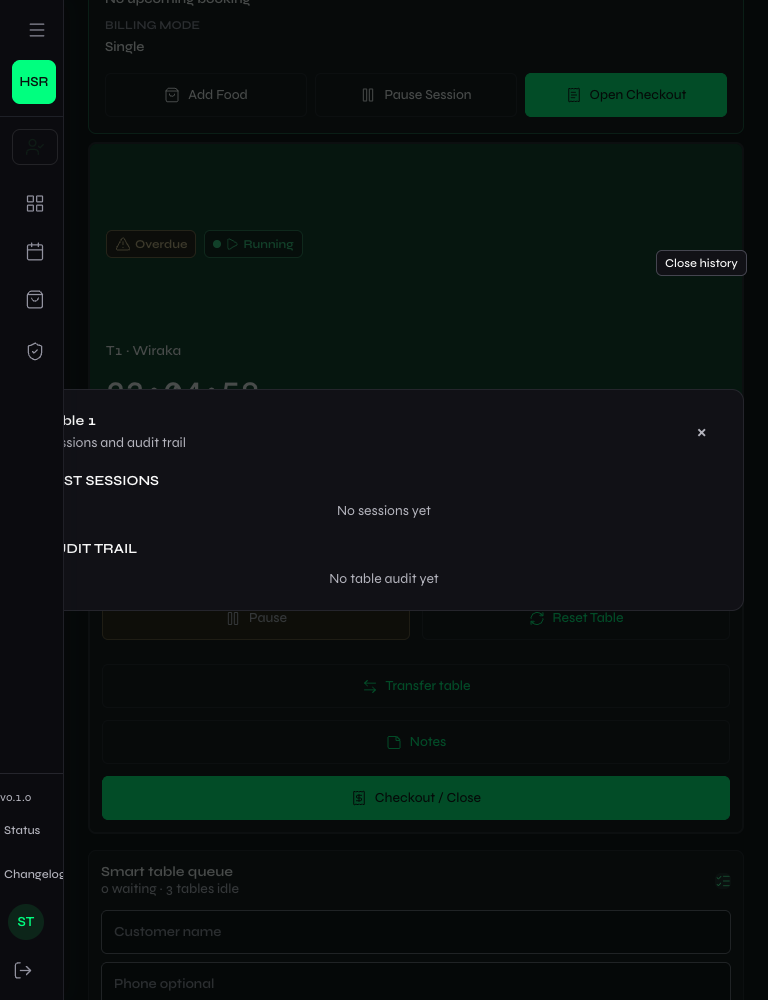 No upcoming booking
BILLING MODE
Single
HSR
Add Food
Pause Session
Open Checkout
Overdue
Running
Close history
T1 · Wiraka
ble 1
ssions and audit trail
×
ST SESSIONS
No sessions yet
UDIT TRAIL
No table audit yet
Pause
Reset Table
Transfer table
Notes
Checkout / Close
v0.1.0
Status
Changelog
ST
Smart table queue
0 waiting · 3 tables idle
Customer name
Phone optional